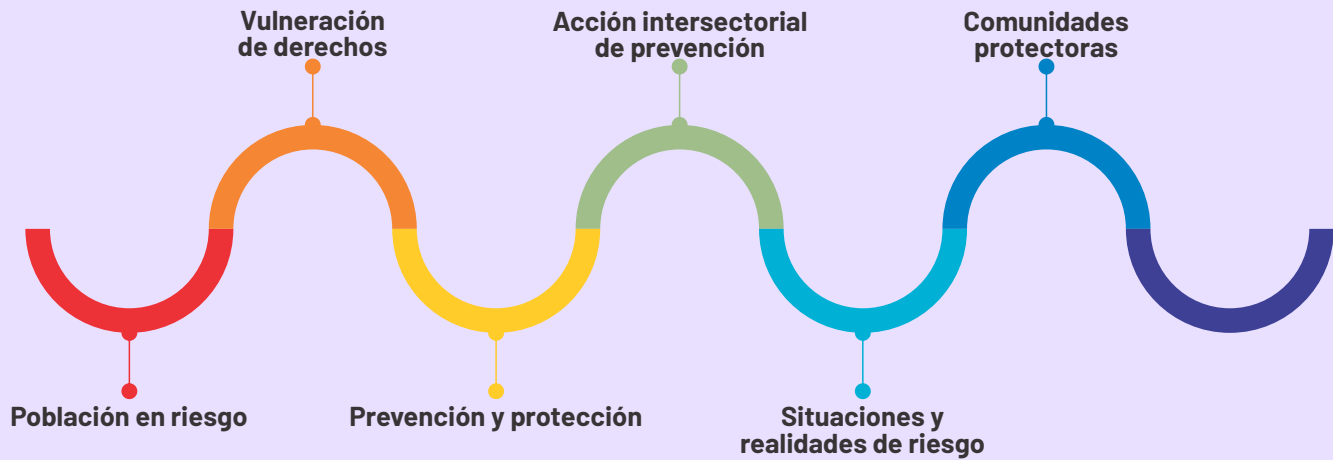 Vulneración
de derechos
Acción intersectorial
de prevención
Comunidades
protectoras
Población en riesgo
Prevención y protección
Situaciones y
realidades de riesgo